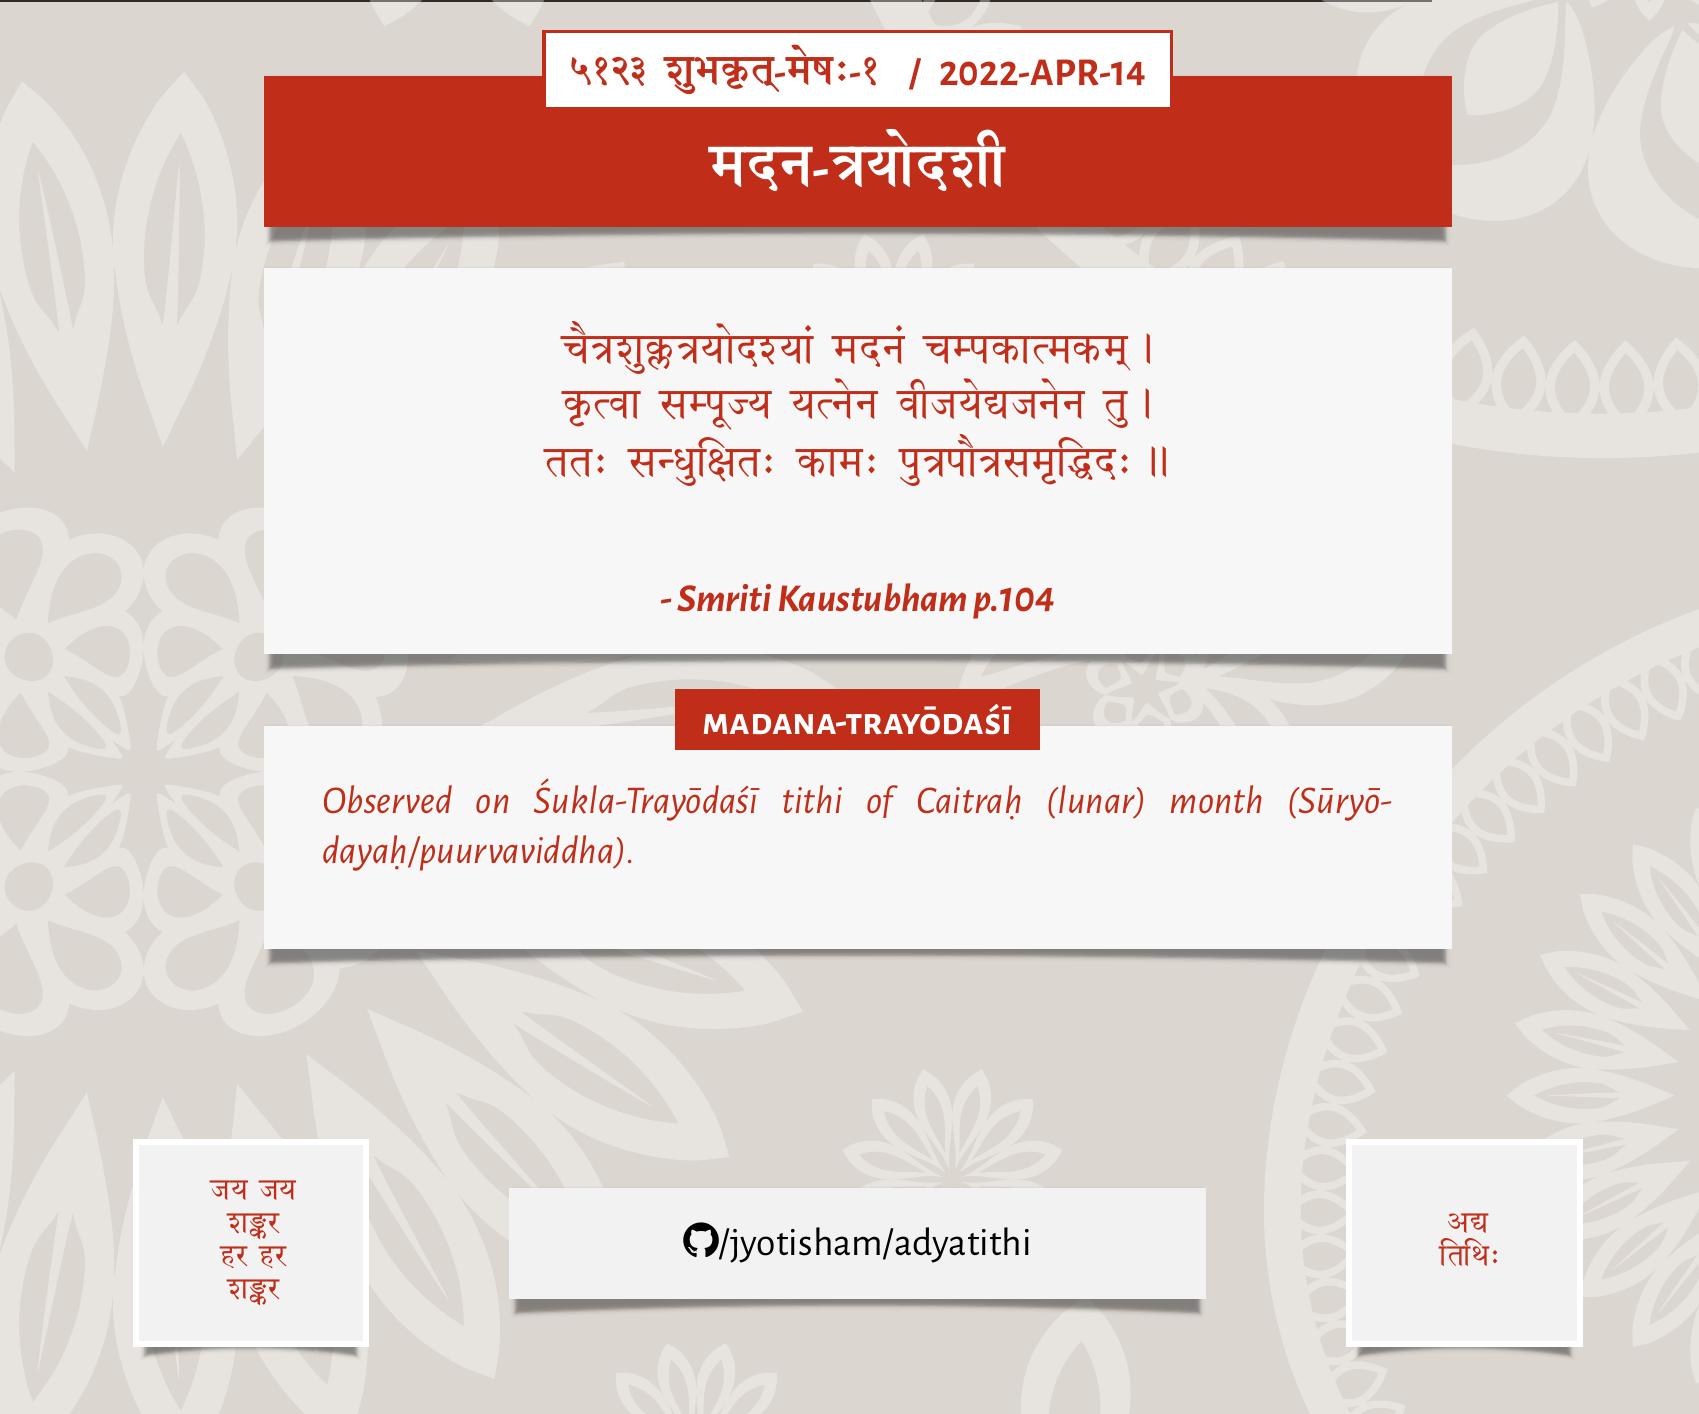 ५१२३ शुभकृत्-मेषः-१ / 2022-APR-14
मदन-त्रयोदशी
चैत्रशुक्लत्रयोदश्यां मदनं चम्पकात्मकम् ।
कृत्वा सम्पूज्य यत्नेन वीजयेद्यजनेन तु ।
ततः सन्धुक्षितः कामः पुत्रपौत्रसमृद्धिदः ॥
- Smriti Kaustubham p.104
MADANA-TRAYŌDAŚĪ
Observed on Śukla-Trayōdaśī tithi of Caitraḥ (lunar) month (Sūryō-
dayaḥ/puurvaviddha).
जय जय
शङ्कर
हर हर
शङ्कर
/jyotisham/adyatithi
अद्य
तिथिः